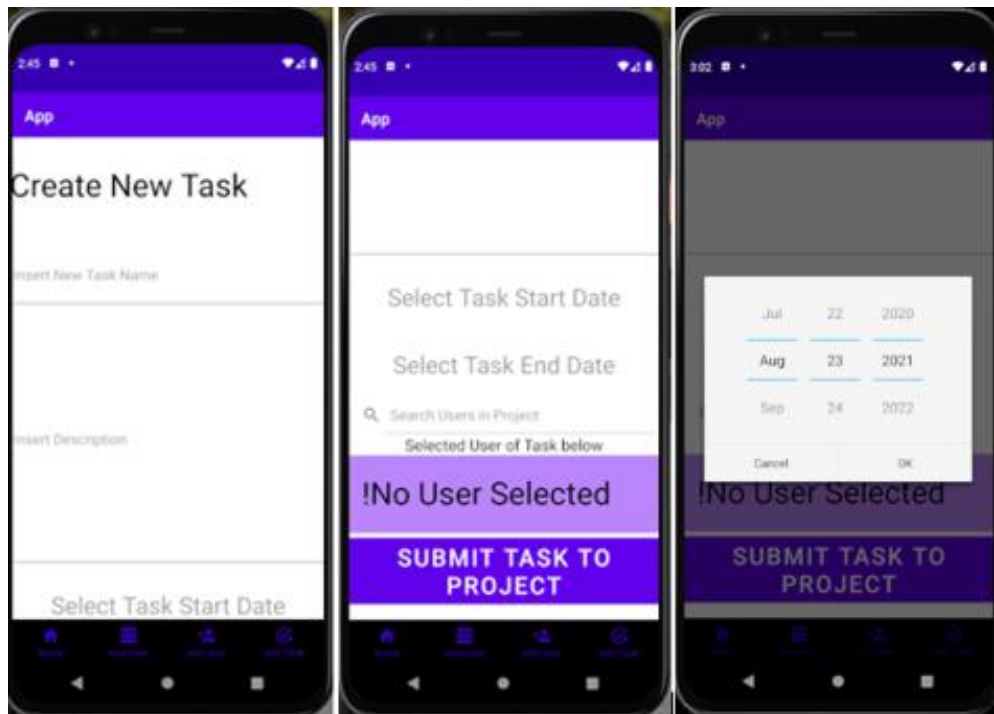 2:45
App
Create New Task
Insert New Task Name
Insert Description
Select Task Start Date
2:45
App
Select Task Start Date
Select Task End Date
Search Users in Project
Selected User of Task below
!No User Selected
SUBMIT TASK TO
PROJECT
3:02
App
Jul 22 2020
Aug 23 2021
Sep 24 2022
Cancel OK
!No User Selected
SUBMIT TASK TO
PROJECT